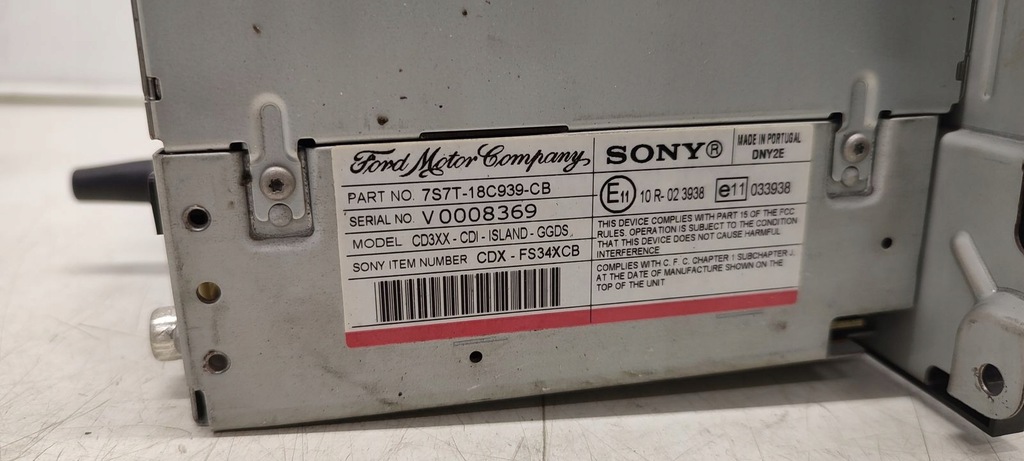 Ford Motor Company
PART NO. 7S7T-18C939-CB
SERIAL NO. V0008369
MODEL CD3XX - CDI - ISLAND - GGDS.
SONY ITEM NUMBER CDX - FS34XCB
SONY®
MADE IN PORTUGAL
DNY2E
E11 10 R- 02 3938 e11 033938
THIS DEVICE COMPLIES WITH PART 15 OF THE FCC
RULES. OPERATION IS SUBJECT TO THE CONDITION
THAT THIS DEVICE DOES NOT CAUSE HARMFUL
INTERFERENCE
COMPLIES WITH C. F. C. CHAPTER 1 SUBCHAPTER J.
AT THE DATE OF MANUFACTURE SHOWN ON THE
TOP OF THE UNIT